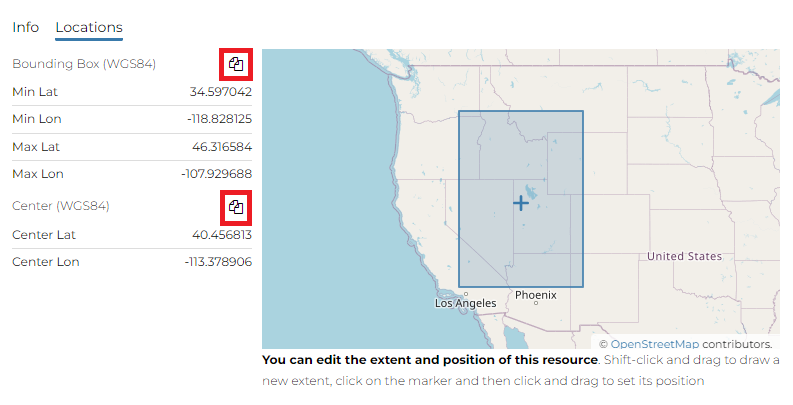 Info Locations
Bounding Box (WGS84)
Min Lat 34.597042
Min Lon -118.828125
Max Lat 46.316584
Max Lon -107.929688
Center (WGS84)
Center Lat 40.456813
Center Lon -113.378906
United States
Phoenix
Los Angeles
© OpenStreetMap contributors.
You can edit the extent and position of this resource. Shift-click and drag to draw a
new extent, click on the marker and then click and drag to set its position